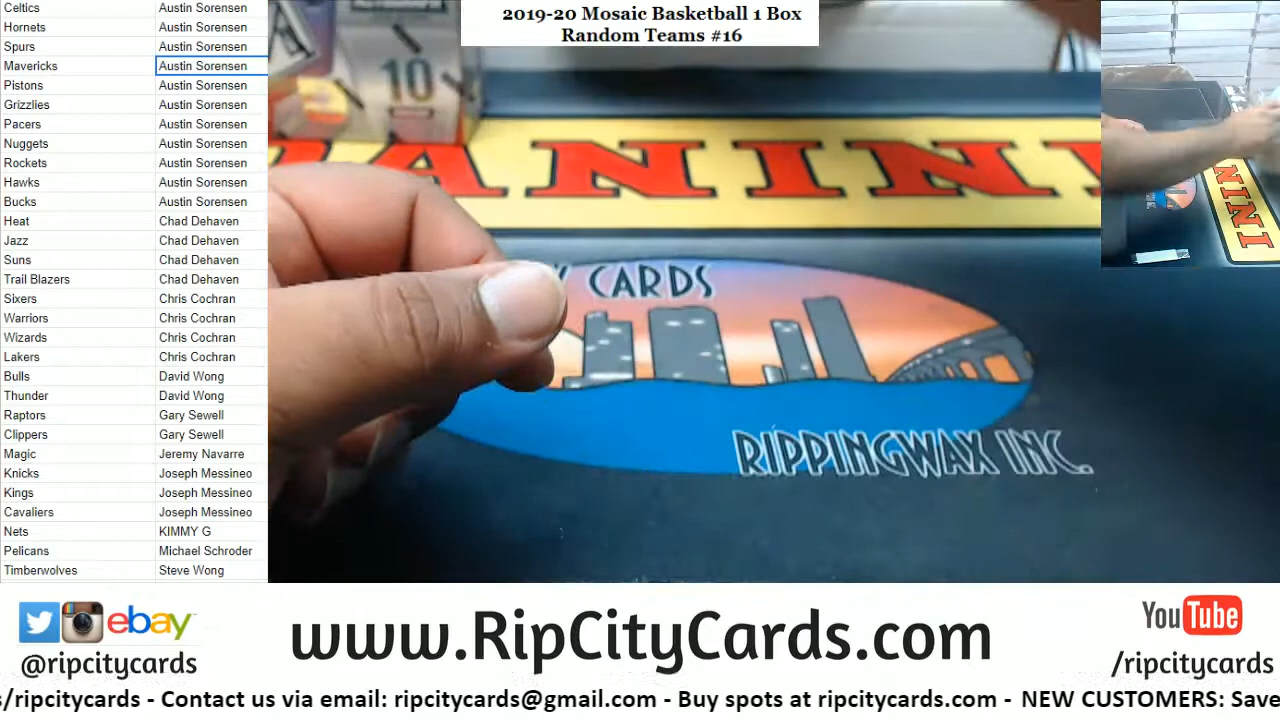 Celtics Austin Sorensen
Hornets Austin Sorensen
Spurs Austin Sorensen
Mavericks Austin Sorensen
Pistons Austin Sorensen
Grizzlies Austin Sorensen
Pacers Austin Sorensen
Nuggets Austin Sorensen
Rockets Austin Sorensen
Hawks Austin Sorensen
Bucks Austin Sorensen
Heat Chad Dehaven
Jazz Chad Dehaven
Suns Chad Dehaven
Trail Blazers Chad Dehaven
Sixers Chris Cochran
Warriors Chris Cochran
Wizards Chris Cochran
Lakers Chris Cochran
Bulls David Wong
Thunder David Wong
Raptors Gary Sewell
Clippers Gary Sewell
Magic Jeremy Navarre
Knicks Joseph Messineo
Kings Joseph Messineo
Cavaliers Joseph Messineo
Nets KIMMY G
Pelicans Michael Schroder
Timberwolves Steve Wong
2019-20 Mosaic Basketball 1 Box
Random Teams #16
10
ANINI
CARDS
RIPPINGWAX INC.
NINI
ebay
@ripcitycards
www.RipCityCards.com
YouTube
/ripcitycards
s/ripcitycards - Contact us via email: ripcitycards@gmail.com - Buy spots at ripcitycards.com - NEW CUSTOMERS: Save